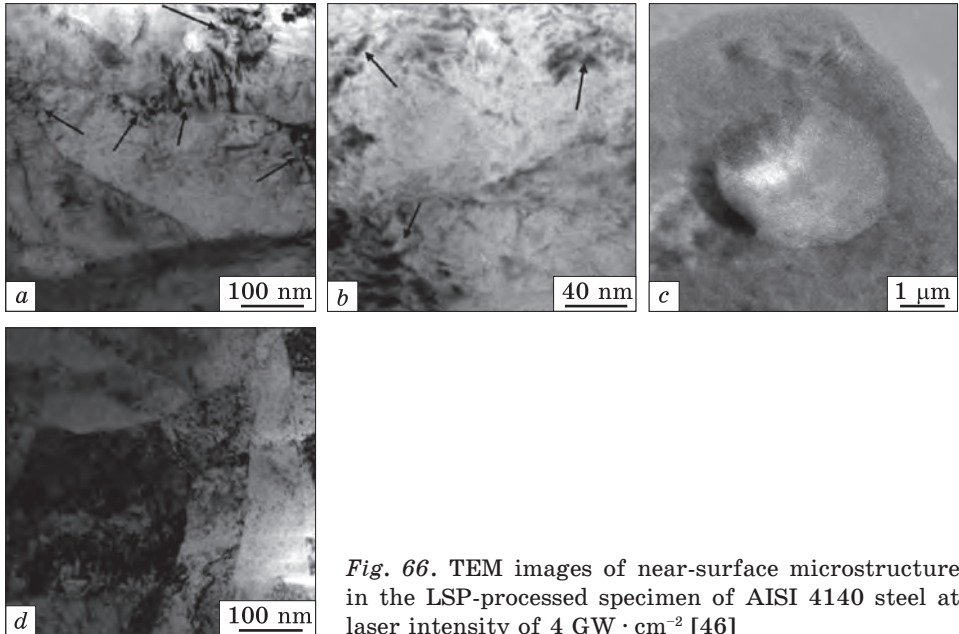 a
100 nm
b
40 nm
c
1 μm
d
100 nm
Fig. 66. TEM images of near-surface microstructure
in the LSP-processed specimen of AISI 4140 steel at
laser intensity of 4 GW · cm⁻² [46]